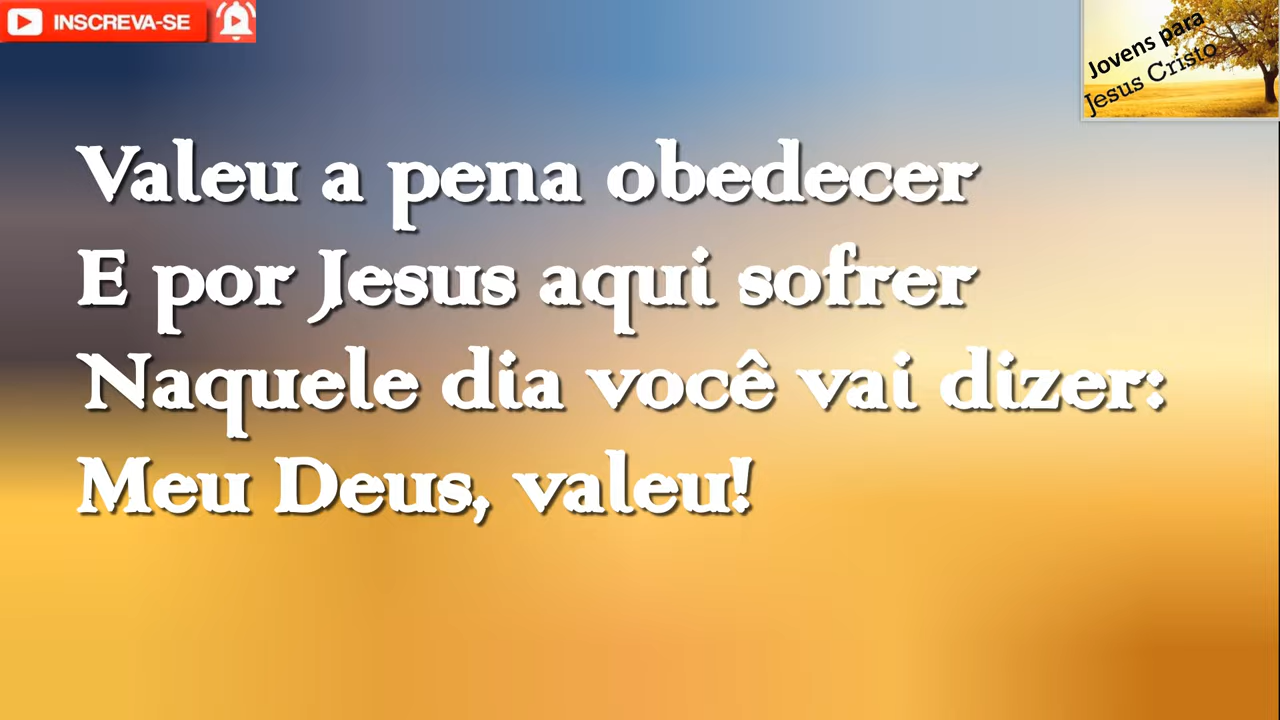 INSCREVA-SE
Jovens para
Jesus Cristo
Valeu a pena obedecer
E por Jesus aqui sofrer
Naquele dia você vai dizer:
Meu Deus, valeu!